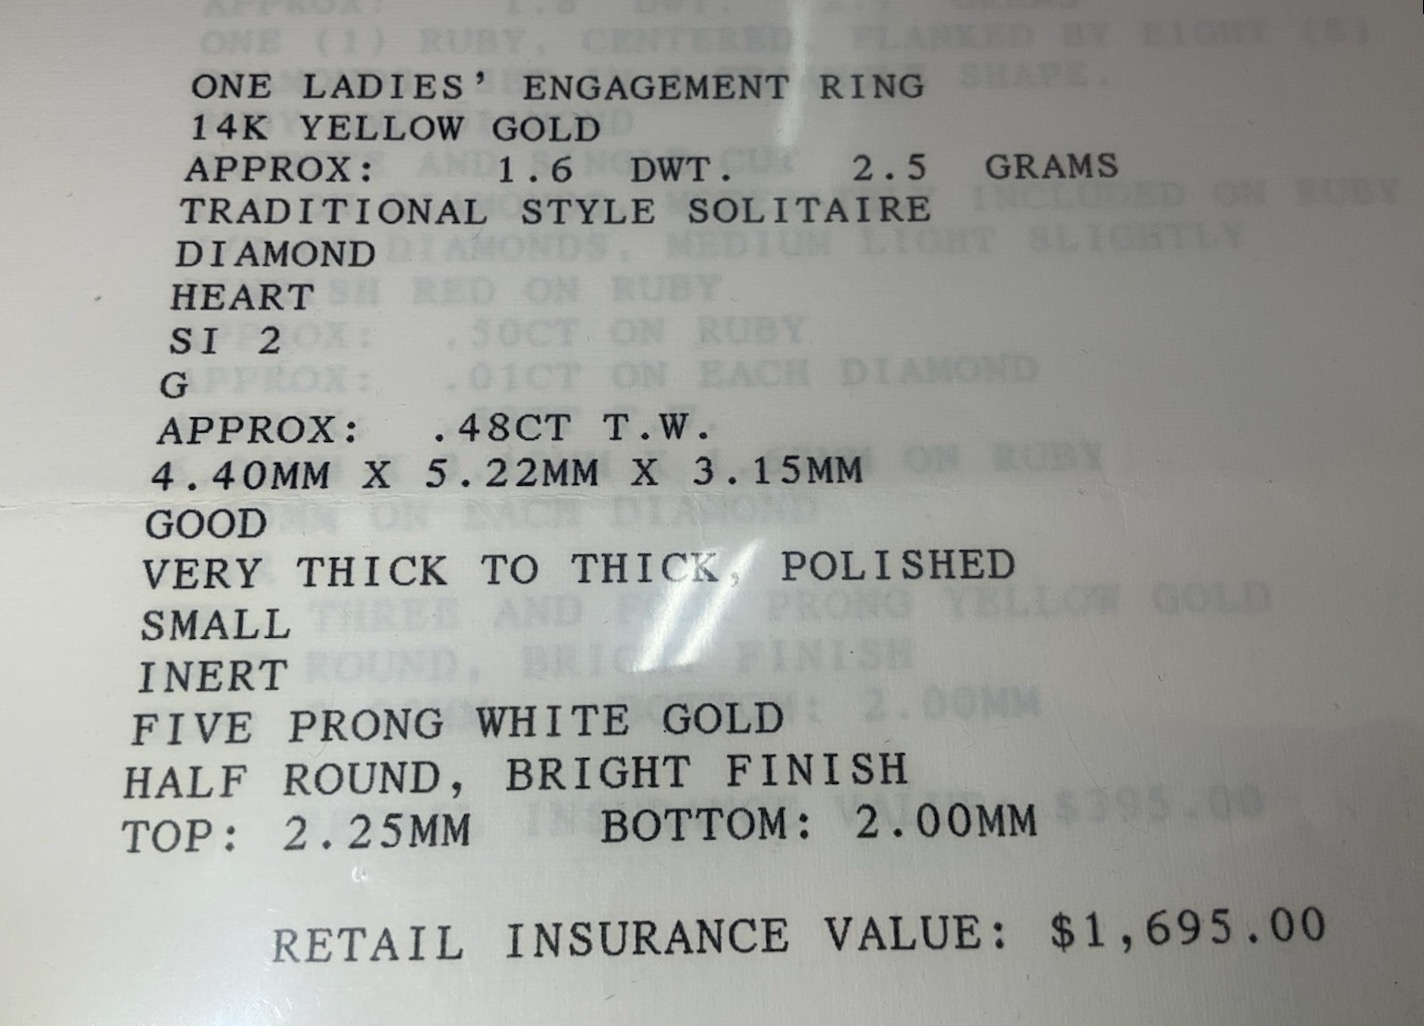 ONE LADIES' ENGAGEMENT RING
14K YELLOW GOLD
APPROX: 1.6 DWT. 2.5 GRAMS
TRADITIONAL STYLE SOLITAIRE
DIAMOND
HEART
SI 2
G
APPROX: .48CT T.W.
4.40MM X 5.22MM X 3.15MM
GOOD
VERY THICK TO THICK, POLISHED
SMALL
INERT
FIVE PRONG WHITE GOLD
HALF ROUND, BRIGHT FINISH
TOP: 2.25MM BOTTOM: 2.00MM
RETAIL INSURANCE VALUE: $1,695.00